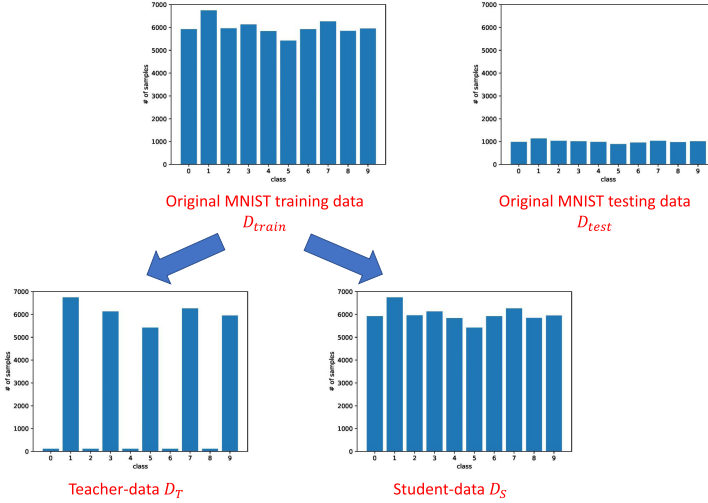 7000
6000
5000
4000
3000
2000
1000
0
# of samples
0 1 2 3 4 5 6 7 8 9
class
Original MNIST training data
D_train
7000
6000
5000
4000
3000
2000
1000
0
# of samples
0 1 2 3 4 5 6 7 8 9
class
Original MNIST testing data
D_test
7000
6000
5000
4000
3000
2000
1000
0
# of samples
0 1 2 3 4 5 6 7 8 9
class
Teacher-data D_T
7000
6000
5000
4000
3000
2000
1000
0
# of samples
0 1 2 3 4 5 6 7 8 9
class
Student-data D_S